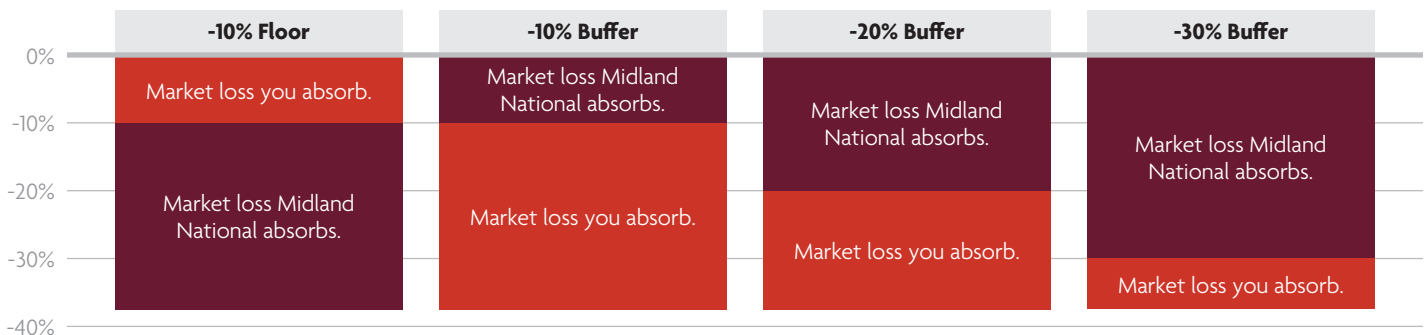 -10% Floor
-10% Buffer
-20% Buffer
-30% Buffer
0%
-10%
-20%
-30%
-40%
Market loss you absorb.
Market loss Midland
National absorbs.
Market loss Midland
National absorbs.
Market loss you absorb.
Market loss Midland
National absorbs.
Market loss you absorb.
Market loss Midland
National absorbs.
Market loss you absorb.